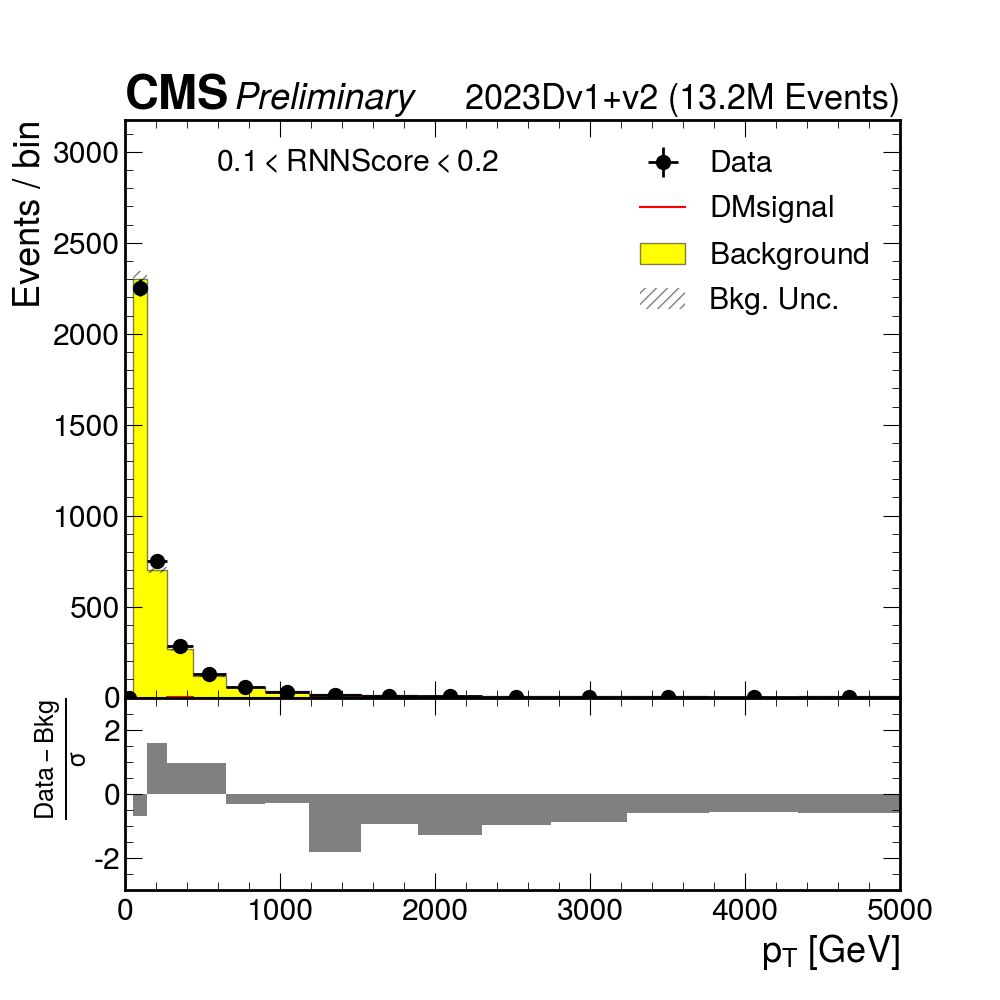 CMS Preliminary 2023Dv1+v2 (13.2M Events)
Events / bin
0.1 < RNNScore < 0.2
Data
DMsignal
Background
Bkg. Unc.
3000
2500
2000
1500
1000
500
0
Data – Bkg
σ
2
0
-2
0 1000 2000 3000 4000 5000
pT [GeV]